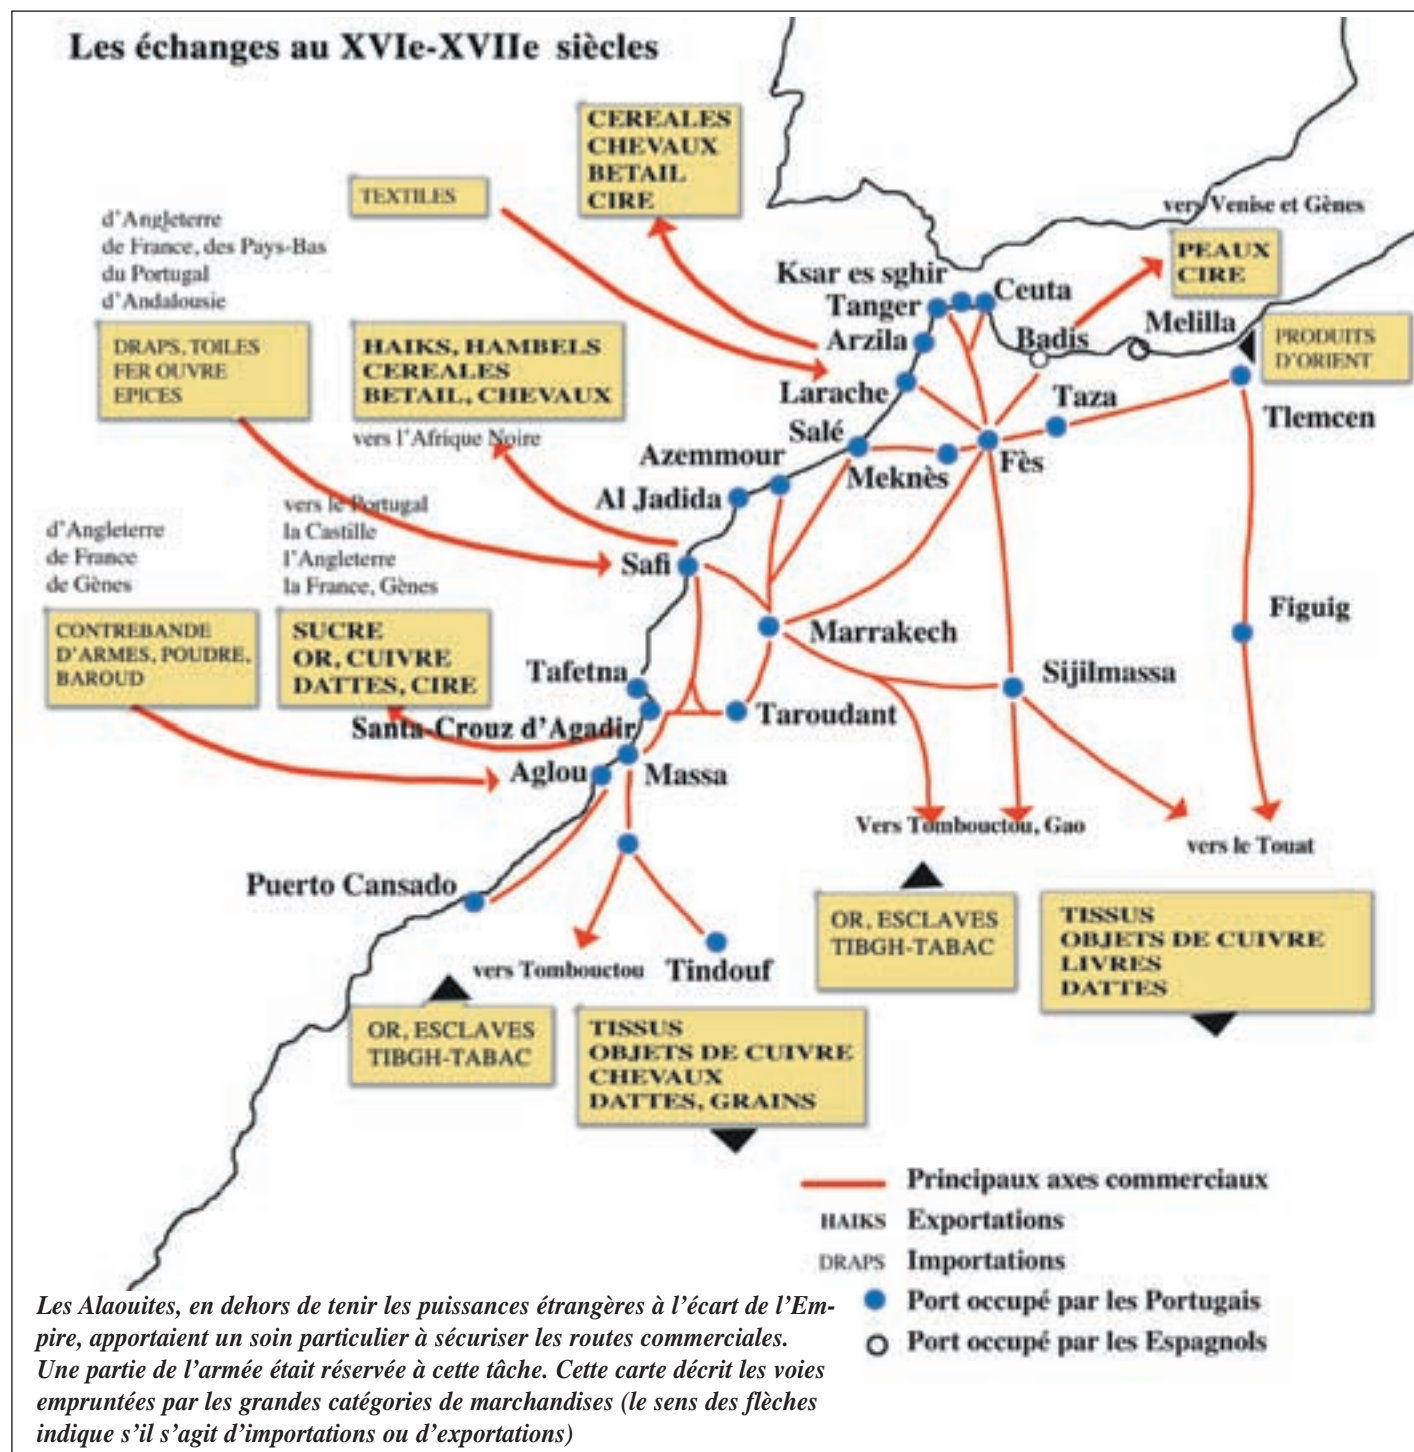 Les échanges au XVIe-XVIIe siècles
CEREALES
CHEVAUX
BETAIL
CIRE
TEXTILES
d'Angleterre
de France, des Pays-Bas
du Portugal
d'Andalousie
DRAPS, TOILES
FER OUVRE
EPICES
HAIKS, HAMBELS
CEREALES
BETAIL, CHEVAUX
vers l'Afrique Noire
vers Venise et Gènes
PEAUX
CIRE
PRODUITS
D'ORIENT
Ksar es sghir
Ceuta
Tanger
Arzila
Badis
Melilla
Larache
Taza
Tlemcen
Salé
Meknès
Fès
Azemmour
Al Jadida
Safi
d'Angleterre
de France
de Gènes
vers le Portugal
la Castille
l'Angleterre
la France, Gènes
CONTREBANDE
D'ARMES, POUDRE,
BAROUD
SUCRE
OR, CUIVRE
DATTES, CIRE
Marrakech
Figuig
Tafetna
Sijilmassa
Santa-Crouz d'Agadir
Taroudant
Aglou
Massa
Vers Tombouctou, Gao
vers le Touat
Puerto Cansado
vers Tombouctou
Tindouf
OR, ESCLAVES
TIBGH-TABAC
TISSUS
OBJETS DE CUIVRE
LIVRES
DATTES
OR, ESCLAVES
TIBGH-TABAC
TISSUS
OBJETS DE CUIVRE
CHEVAUX
DATTES, GRAINS
Principaux axes commerciaux
HAIKS Exportations
DRAPS Importations
Port occupé par les Portugais
Port occupé par les Espagnols
Les Alaouites, en dehors de tenir les puissances étrangères à l'écart de l'Em-
pire, apportaient un soin particulier à sécuriser les routes commerciales.
Une partie de l'armée était réservée à cette tâche. Cette carte décrit les voies
empruntées par les grandes catégories de marchandises (le sens des flèches
indique s'il s'agit d'importations ou d'exportations)